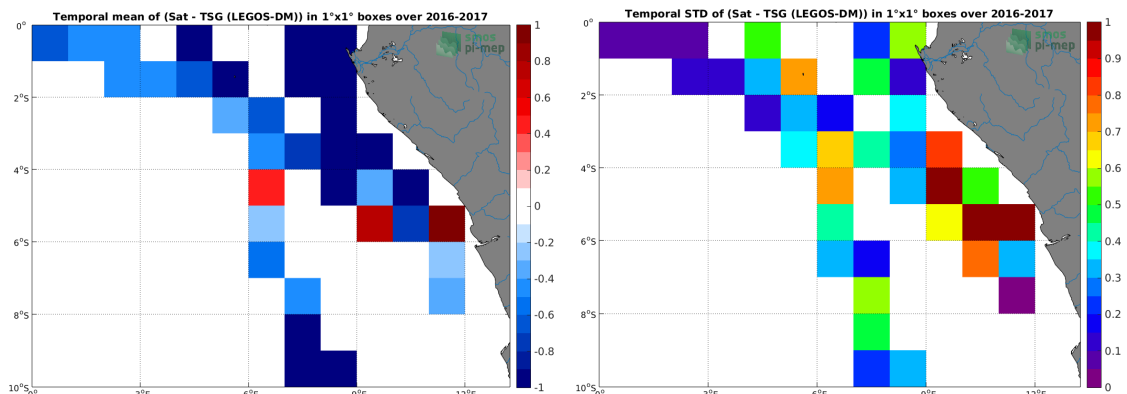 Temporal mean of (Sat - TSG (LEGOS-DM)) in 1°x1° boxes over 2016-2017
0°
2°S
4°S
6°S
8°S
10°S
0°
3°E
6°E
9°E
12°E
smos
pi-mep
1
0.8
0.6
0.4
0.2
0
-0.2
-0.4
-0.6
-0.8
-1
Temporal STD of (Sat - TSG (LEGOS-DM)) in 1°x1° boxes over 2016-2017
0°
2°S
4°S
6°S
8°S
10°S
0°
3°E
6°E
9°E
12°E
smos
pi-mep
1
0.9
0.8
0.7
0.6
0.5
0.4
0.3
0.2
0.1
0